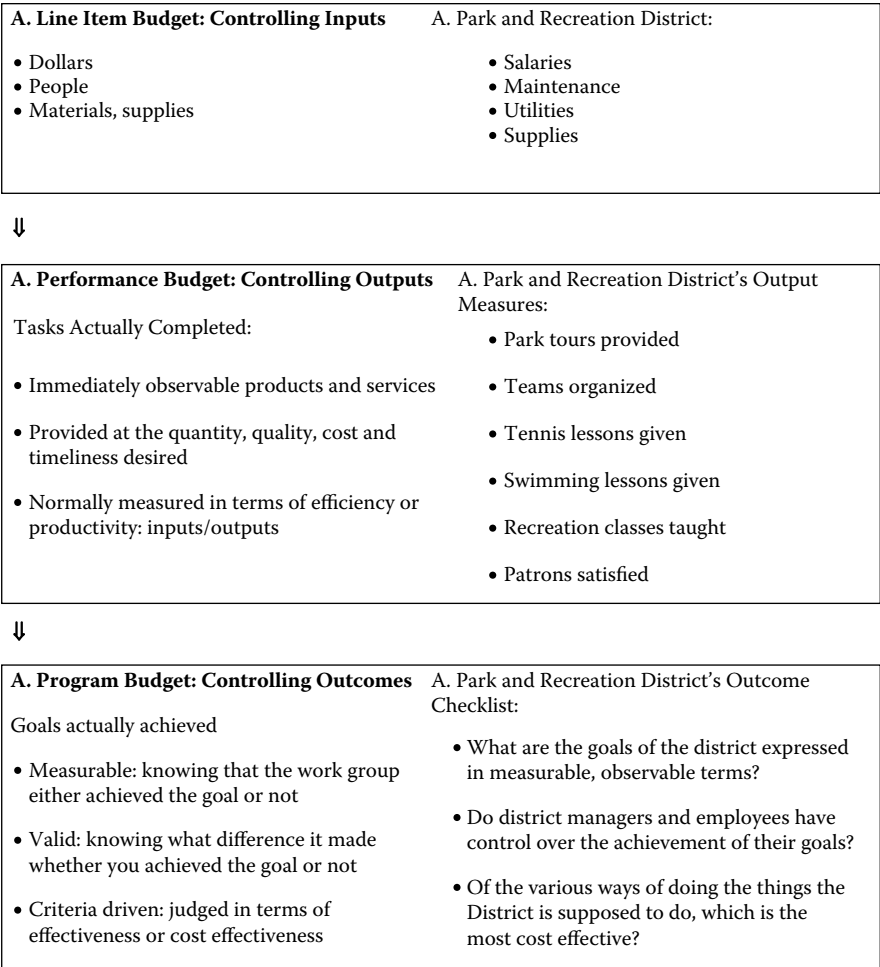 A. Line Item Budget: Controlling Inputs
• Dollars
• People
• Materials, supplies
A. Park and Recreation District:
• Salaries
• Maintenance
• Utilities
• Supplies
⇓
A. Performance Budget: Controlling Outputs
Tasks Actually Completed:
• Immediately observable products and services
• Provided at the quantity, quality, cost and
timeliness desired
• Normally measured in terms of efficiency or
productivity: inputs/outputs
A. Park and Recreation District’s Output
Measures:
• Park tours provided
• Teams organized
• Tennis lessons given
• Swimming lessons given
• Recreation classes taught
• Patrons satisfied
⇓
A. Program Budget: Controlling Outcomes
Goals actually achieved
• Measurable: knowing that the work group
either achieved the goal or not
• Valid: knowing what difference it made
whether you achieved the goal or not
• Criteria driven: judged in terms of
effectiveness or cost effectiveness
A. Park and Recreation District’s Outcome
Checklist:
• What are the goals of the district expressed
in measurable, observable terms?
• Do district managers and employees have
control over the achievement of their goals?
• Of the various ways of doing the things the
District is supposed to do, which is the
most cost effective?